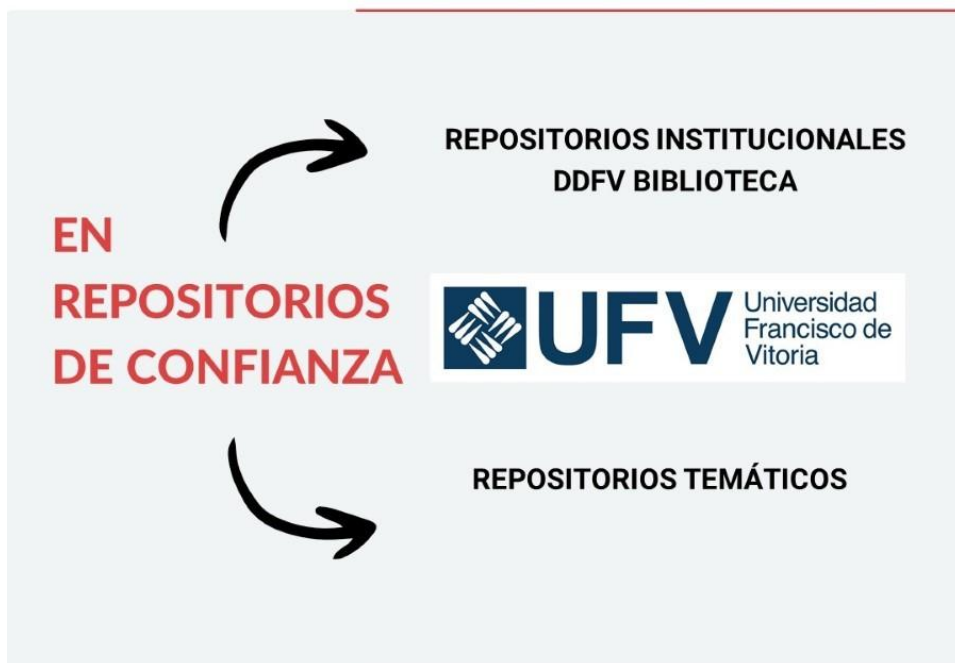 EN
REPOSITORIOS
DE CONFIANZA
REPOSITORIOS INSTITUCIONALES
DDFV BIBLIOTECA
UFV
Universidad
Francisco de
Vitoria
REPOSITORIOS TEMÁTICOS